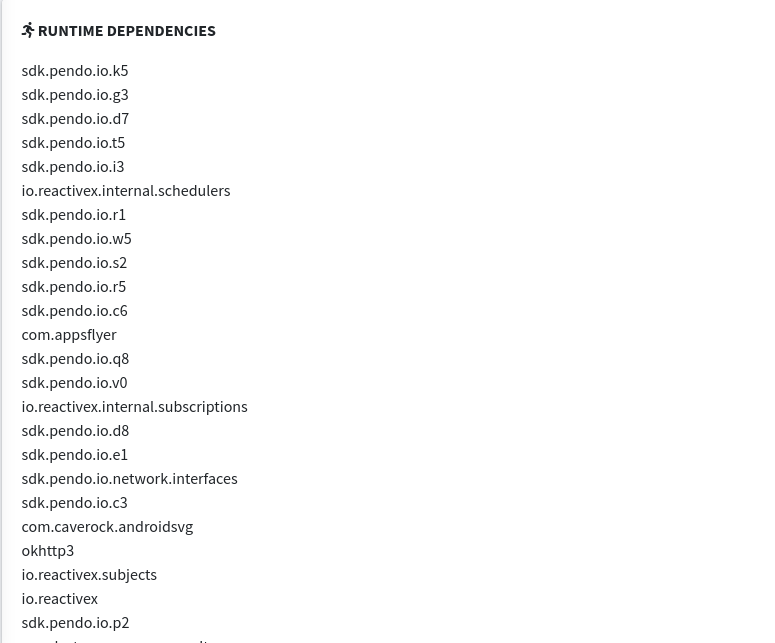 RUNTIME DEPENDENCIES
sdk.pendo.io.k5
sdk.pendo.io.g3
sdk.pendo.io.d7
sdk.pendo.io.t5
sdk.pendo.io.i3
io.reactivex.internal.schedulers
sdk.pendo.io.r1
sdk.pendo.io.w5
sdk.pendo.io.s2
sdk.pendo.io.r5
sdk.pendo.io.c6
com.appsflyer
sdk.pendo.io.q8
sdk.pendo.io.v0
io.reactivex.internal.subscriptions
sdk.pendo.io.d8
sdk.pendo.io.e1
sdk.pendo.io.network.interfaces
sdk.pendo.io.c3
com.caverock.androidsvg
okhttp3
io.reactivex.subjects
io.reactivex
sdk.pendo.io.p2